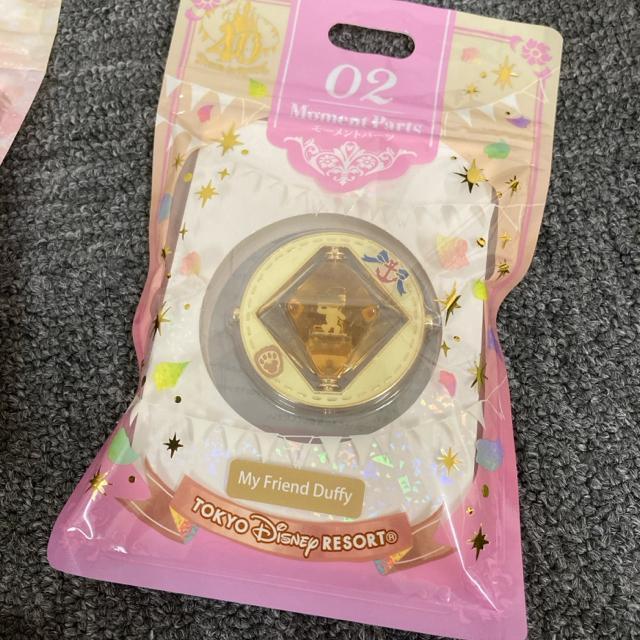 40
02
Moment Parts
モーメントパーツ
My Friend Duffy
TOKYO Disney RESORT®